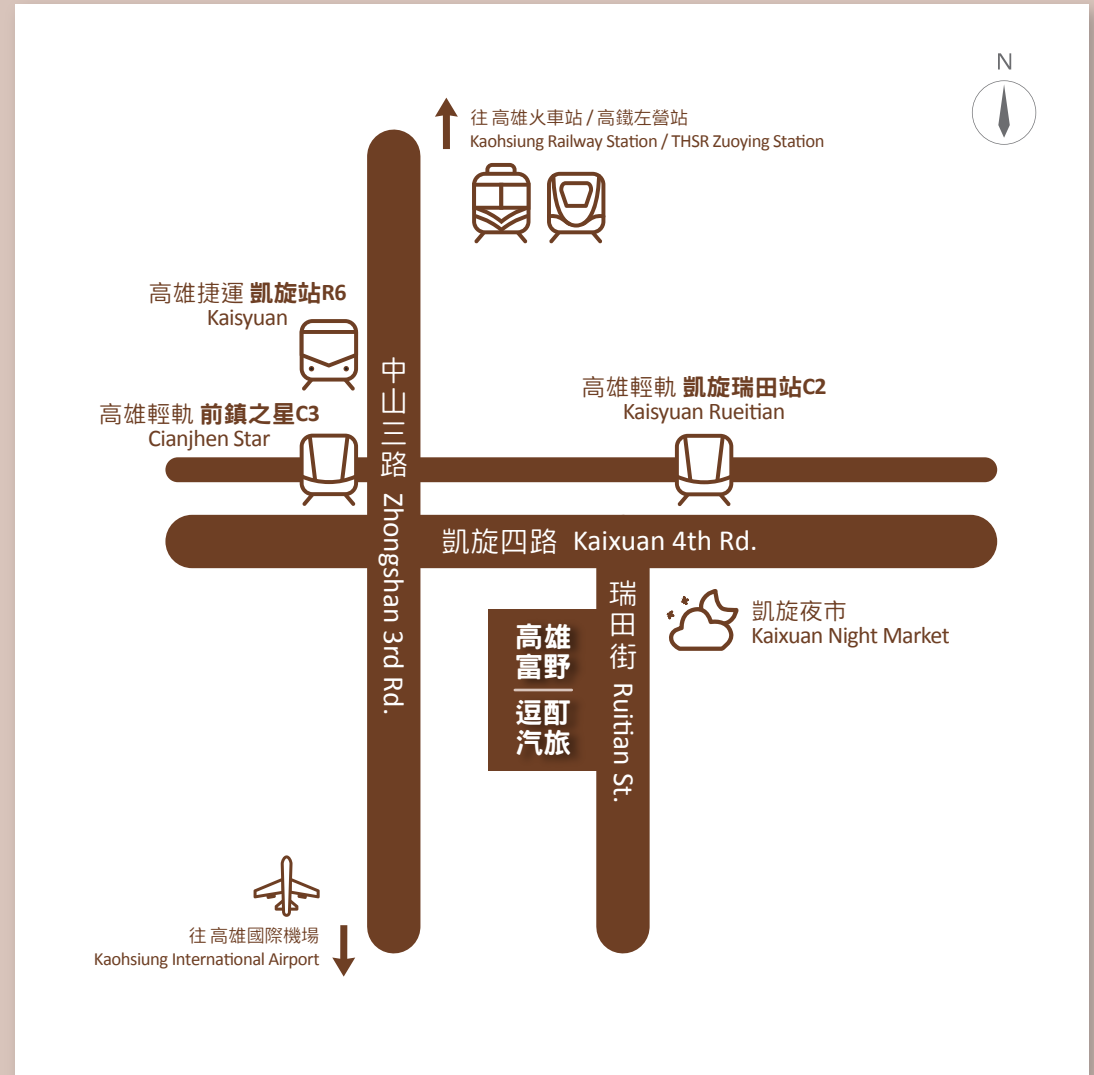 N
往 高雄火車站 / 高鐵左營站
Kaohsiung Railway Station / THSR Zuoying Station
高雄捷運 凱旋站R6
Kaisyuan
高雄輕軌 前鎮之星C3
Cianjhen Star
高雄輕軌 凱旋瑞田站C2
Kaisyuan Rueitian
中山三路 Zhongshan 3rd Rd.
凱旋四路 Kaixuan 4th Rd.
瑞田街 Ruitian St.
凱旋夜市
Kaixuan Night Market
高雄
富野
逗酊
汽旅
往 高雄國際機場
Kaohsiung International Airport